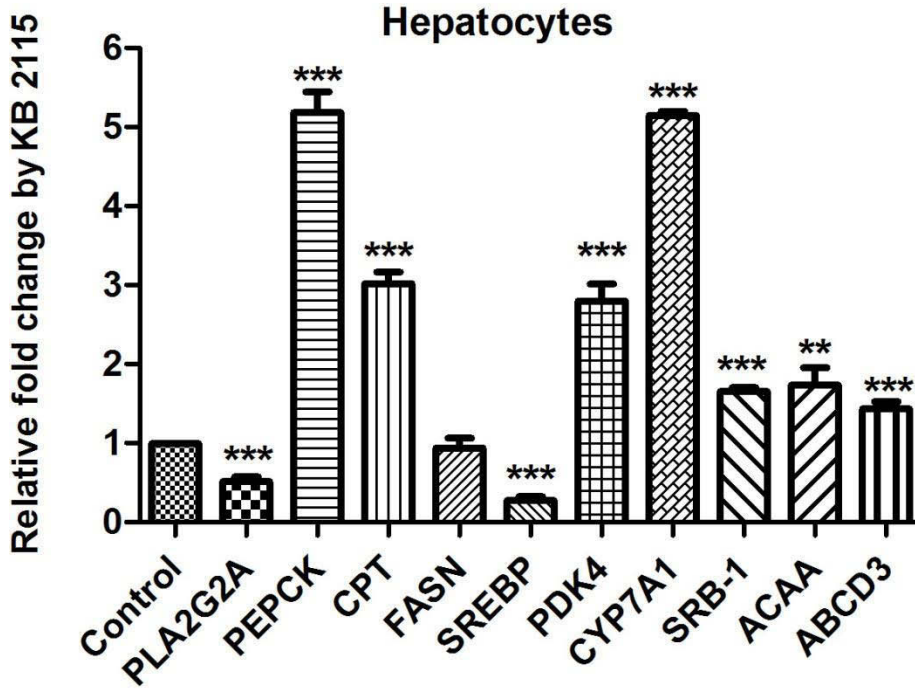 Hepatocytes
Relative fold change by KB 2115
6
5
4
3
2
1
0
***
***
***
***
***
***
***
**
***
Control
PLA2G2A
PEPCK
CPT
FASN
SREBP
PDK4
CYP7A1
SRB-1
ACAA
ABCD3